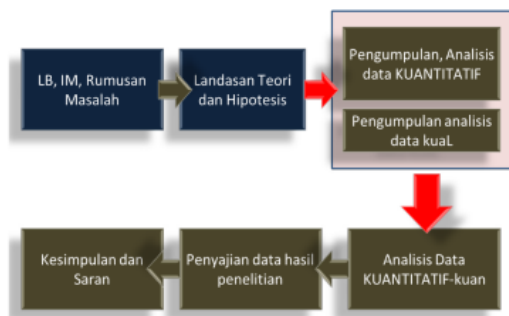 LB, IM, Rumusan
Masalah
Landasan Teori
dan Hipotesis
Pengumpulan, Analisis
data KUANTITATIF
Pengumpulan analisis
data kuaL
Kesimpulan dan
Saran
Penyajian data hasil
penelitian
Analisis Data
KUANTITATIF-kuan